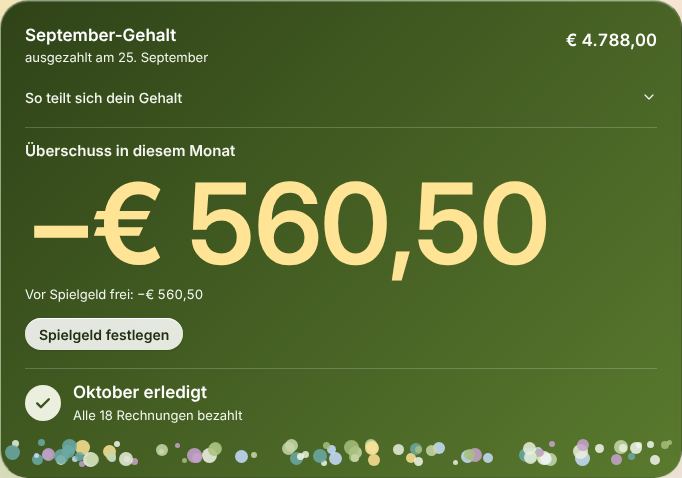 September-Gehalt
€ 4.788,00
ausgezahlt am 25. September
So teilt sich dein Gehalt
Überschuss in diesem Monat
–€ 560,50
Vor Spielgeld frei: −€ 560,50
Spielgeld festlegen
Oktober erledigt
Alle 18 Rechnungen bezahlt